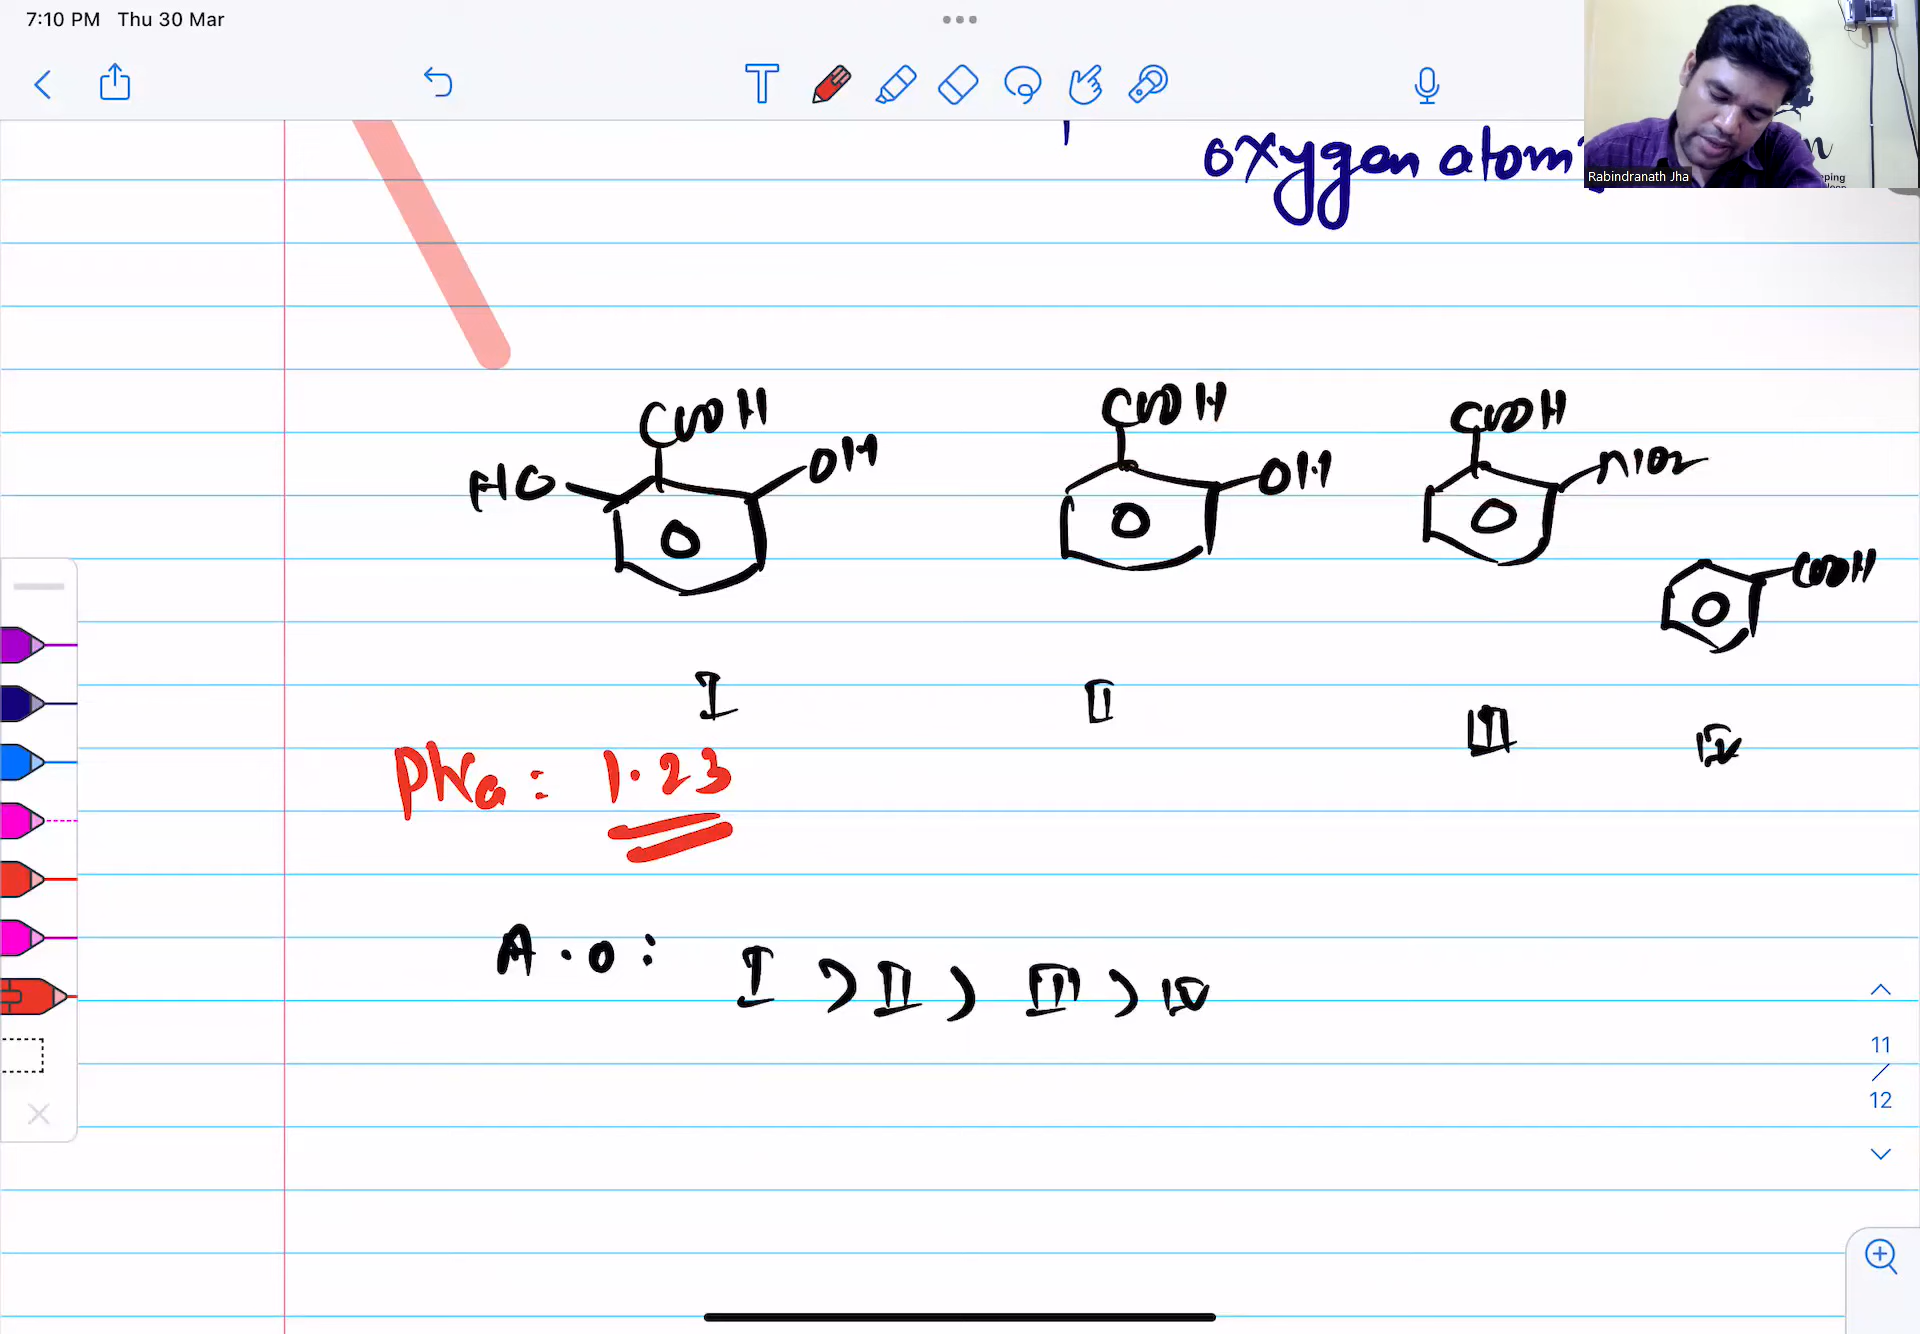 7:10 PM Thu 30 Mar
oxygen atom
Rabindranath Jha
COOH
HO
OH
COOH
OH
COOH
NO2
COOH
I
II
III
IV
PKa : 1.23
A.O: I > II > III > IV
11
/
12